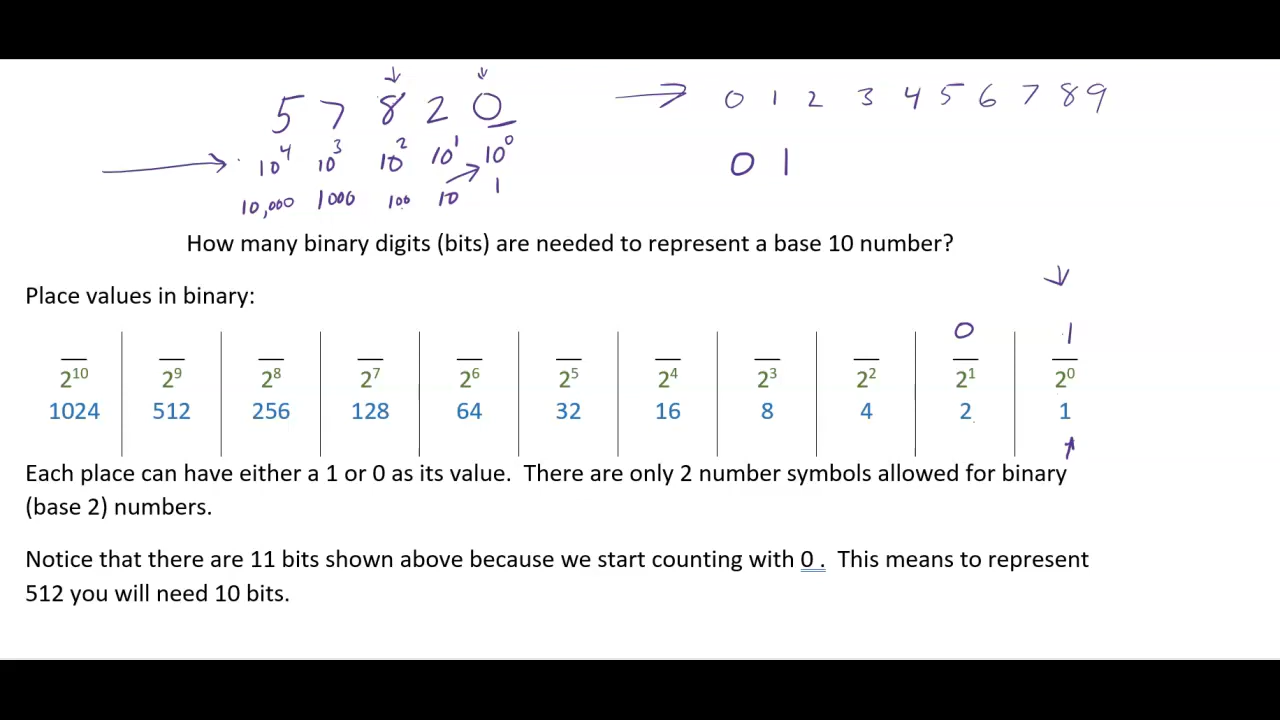 5 7 8 2 0 → 0 1 2 3 4 5 6 7 8 9
→ 10⁴ 10³ 10² 10¹ 10⁰ 0 1
10,000 1000 100 10 1
How many binary digits (bits) are needed to represent a base 10 number?
Place values in binary:
0 1
2¹⁰ 2⁹ 2⁸ 2⁷ 2⁶ 2⁵ 2⁴ 2³ 2² 2¹ 2⁰
1024 512 256 128 64 32 16 8 4 2 1
Each place can have either a 1 or 0 as its value. There are only 2 number symbols allowed for binary
(base 2) numbers.
Notice that there are 11 bits shown above because we start counting with 0 . This means to represent
512 you will need 10 bits.